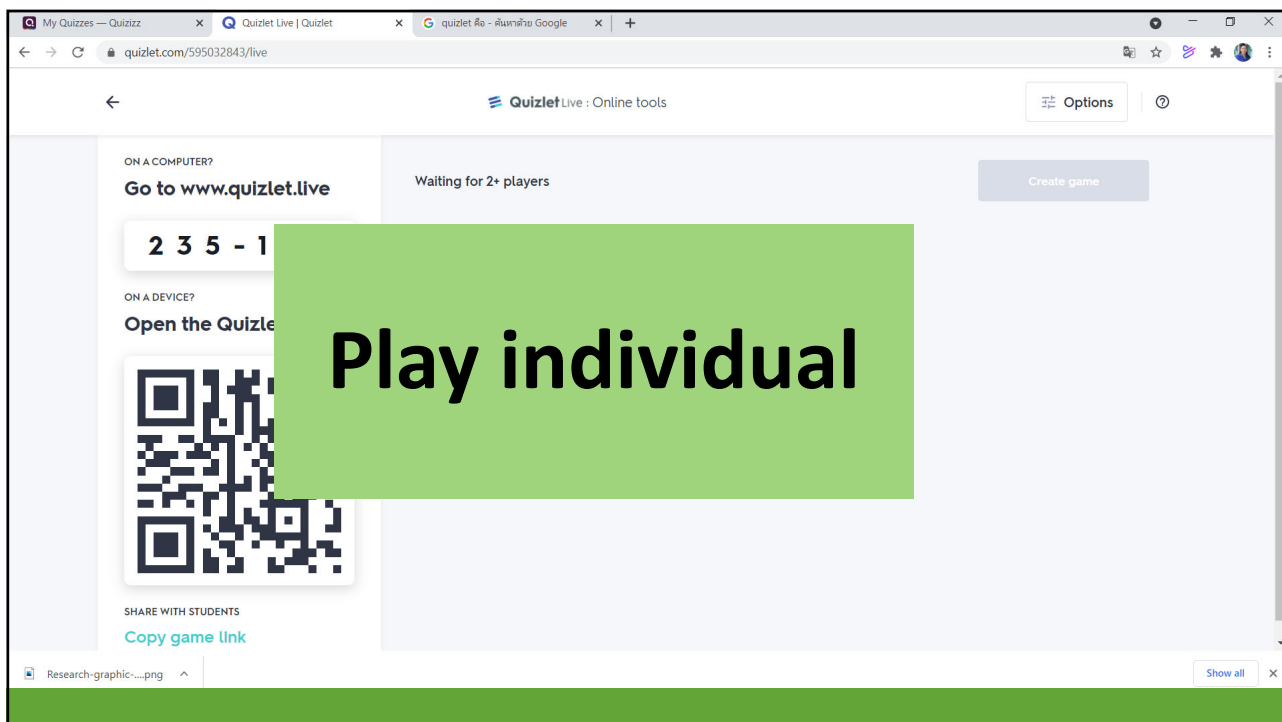 My Quizzes — Quizizz
Quizlet Live | Quizlet
quizlet คือ - ค้นหาด้วย Google
quizlet.com/595032843/live
Quizlet Live : Online tools
Options
ON A COMPUTER?
Go to www.quizlet.live
235-1
Waiting for 2+ players
Create game
ON A DEVICE?
Open the Quizle
Play individual
SHARE WITH STUDENTS
Copy game link
Research-graphic-....png
Show all